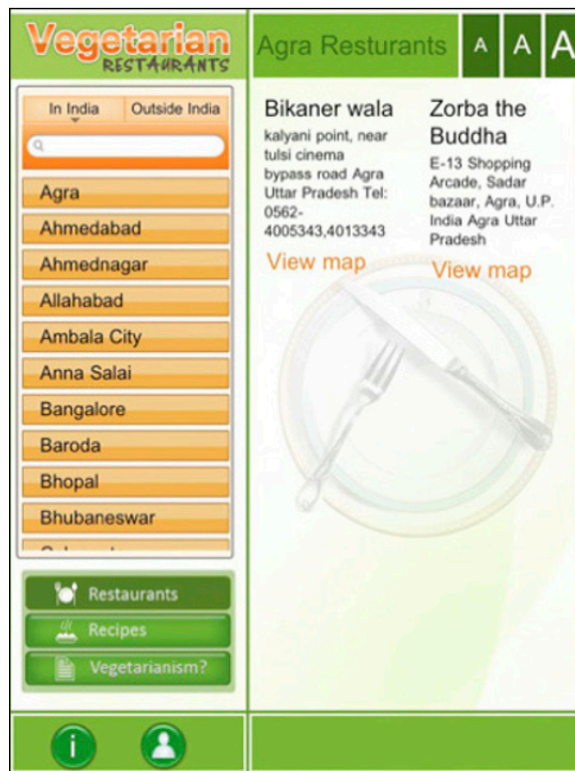 Vegetarian
RESTAURANTS
Agra Resturants
A A A
In India Outside India
Agra
Ahmedabad
Ahmednagar
Allahabad
Ambala City
Anna Salai
Bangalore
Baroda
Bhopal
Bhubaneswar
Restaurants
Recipes
Vegetarianism?
i
Bikaner wala
kalyani point, near
tulsi cinema
bypass road Agra
Uttar Pradesh Tel:
0562-
4005343,4013343
View map
Zorba the
Buddha
E-13 Shopping
Arcade, Sadar
bazaar, Agra, U.P.
India Agra Uttar
Pradesh
View map